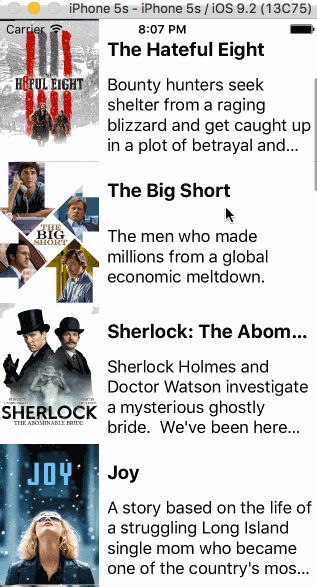 iPhone 5s - iPhone 5s / iOS 9.2 (13C75)
Carrier 8:07 PM
The Hateful Eight
Bounty hunters seek
shelter from a raging
blizzard and get caught up
in a plot of betrayal and...
H8FUL EIGHT
The Big Short
The men who made
millions from a global
economic meltdown.
THE
BIG
SHORT
Sherlock: The Abom...
Sherlock Holmes and
Doctor Watson investigate
a mysterious ghostly
bride.  We've been here...
SHERLOCK
THE ABOMINABLE BRIDE
Joy
A story based on the life of
a struggling Long Island
single mom who became
one of the country's mos...
JOY